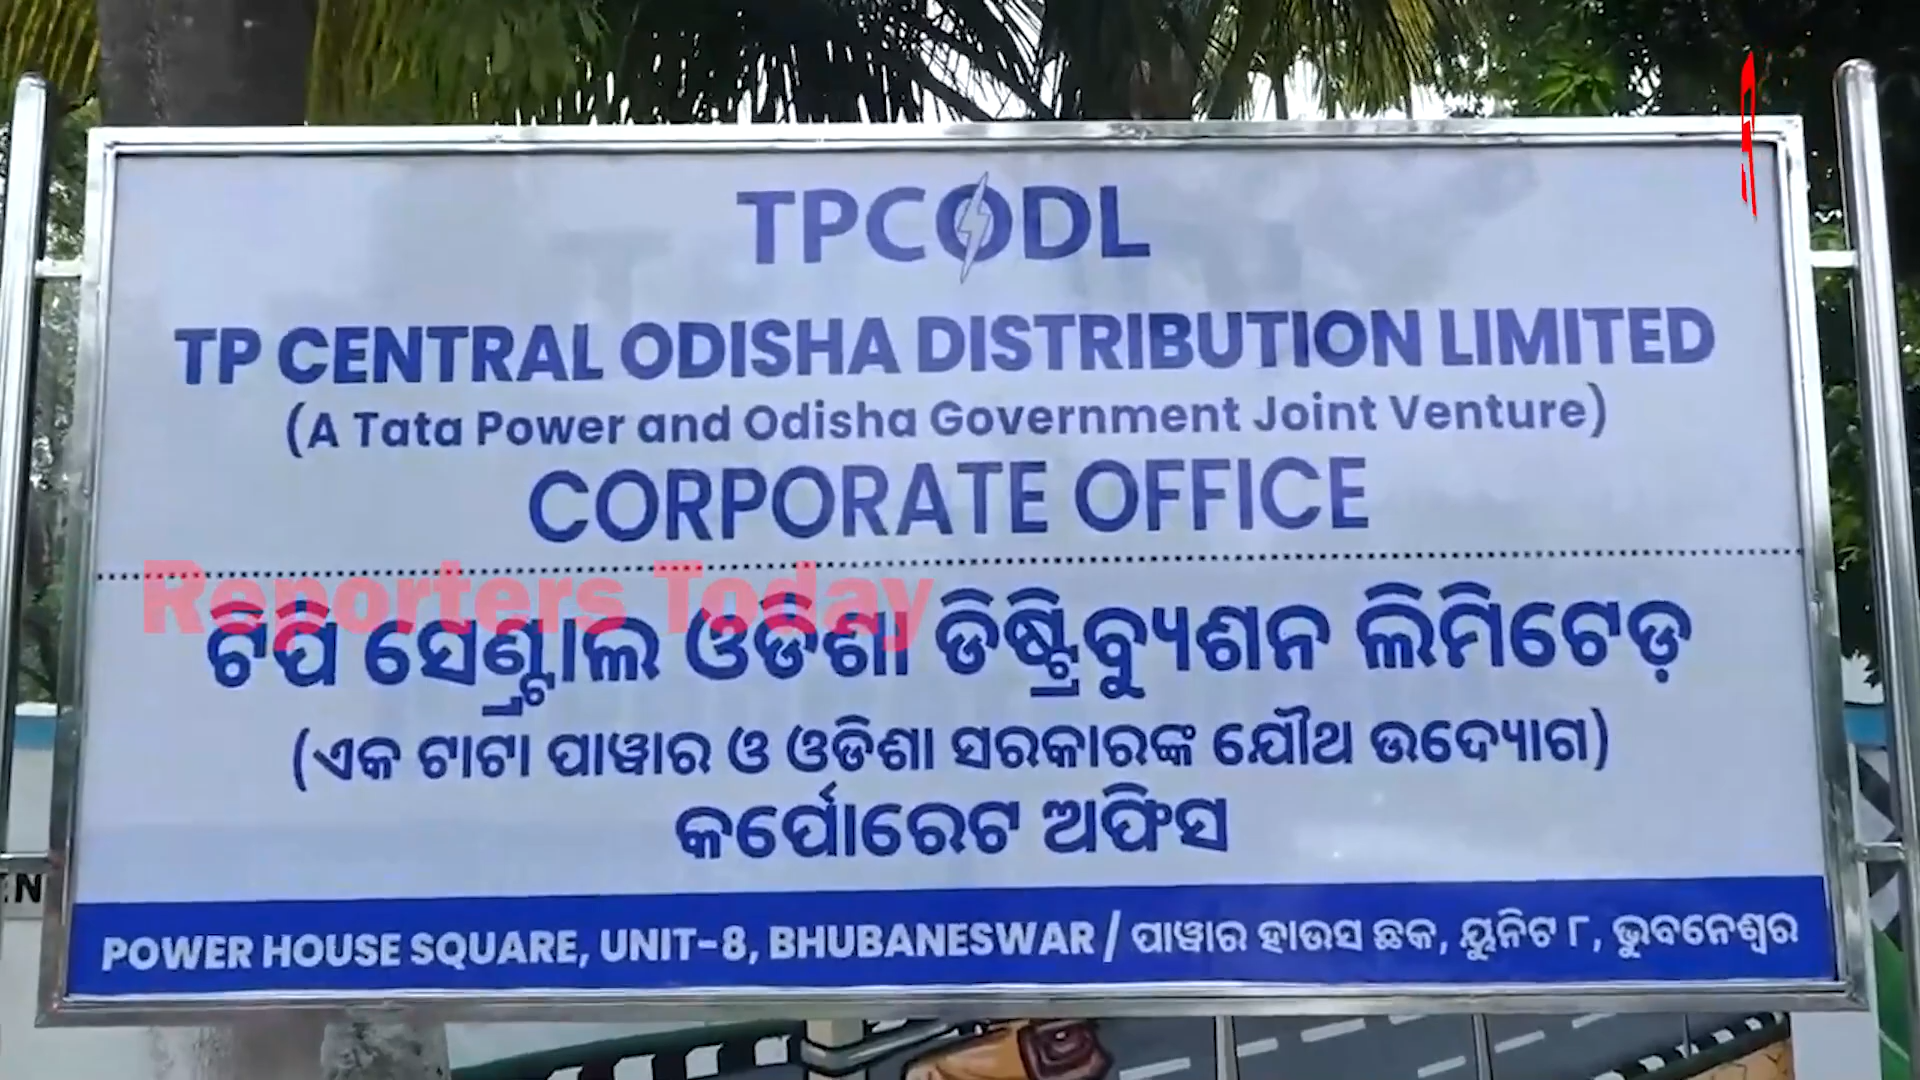 TPCODL
TP CENTRAL ODISHA DISTRIBUTION LIMITED
(A Tata Power and Odisha Government Joint Venture)
CORPORATE OFFICE
Reporters Today
ଟିପି ସେଣ୍ଟ୍ରାଲ ଓଡିଶା ଡିଷ୍ଟ୍ରିବ୍ୟୁଶନ ଲିମିଟେଡ଼
(ଏକ ଟାଟା ପାୱାର ଓ ଓଡିଶା ସରକାରଙ୍କ ଯୌଥ ଉଦ୍ୟୋଗ)
କର୍ପୋରେଟ ଅଫିସ
POWER HOUSE SQUARE, UNIT-8, BHUBANESWAR / ପାୱାର ହାଉସ ଛକ, ୟୁନିଟ ୮, ଭୁବନେଶ୍ୱର